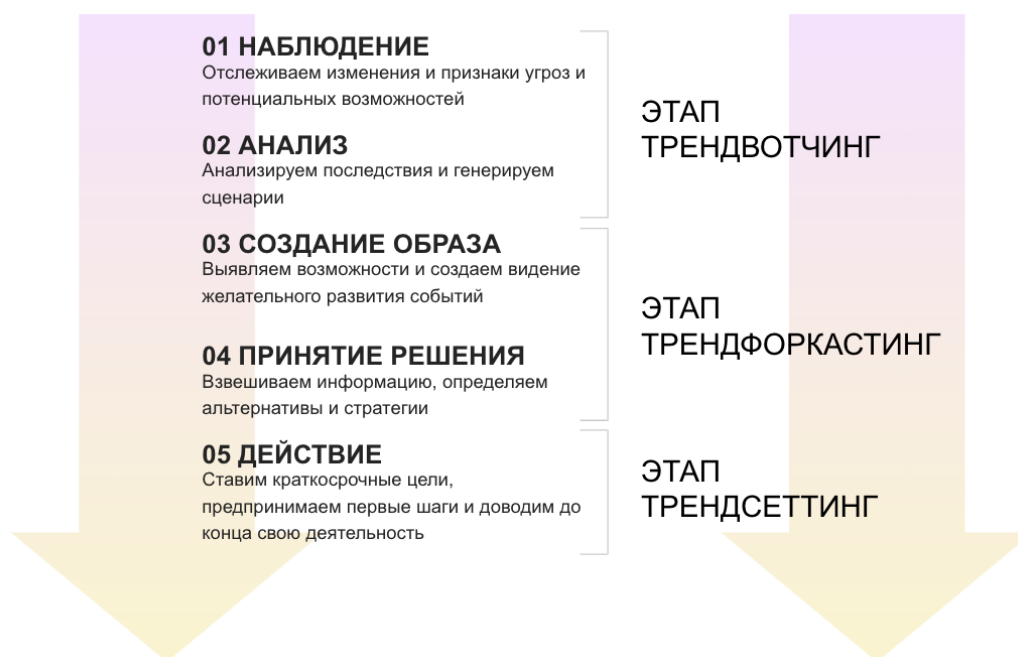 01 НАБЛЮДЕНИЕ
Отслеживаем изменения и признаки угроз и
потенциальных возможностей
02 АНАЛИЗ
Анализируем последствия и генерируем
сценарии
ЭТАП
ТРЕНДВОТЧИНГ
03 СОЗДАНИЕ ОБРАЗА
Выявляем возможности и создаем видение
желательного развития событий
04 ПРИНЯТИЕ РЕШЕНИЯ
Взвешиваем информацию, определяем
альтернативы и стратегии
ЭТАП
ТРЕНДФОРКАСТИНГ
05 ДЕЙСТВИЕ
Ставим краткосрочные цели,
предпринимаем первые шаги и доводим до
конца свою деятельность
ЭТАП
ТРЕНДСЕТТИНГ